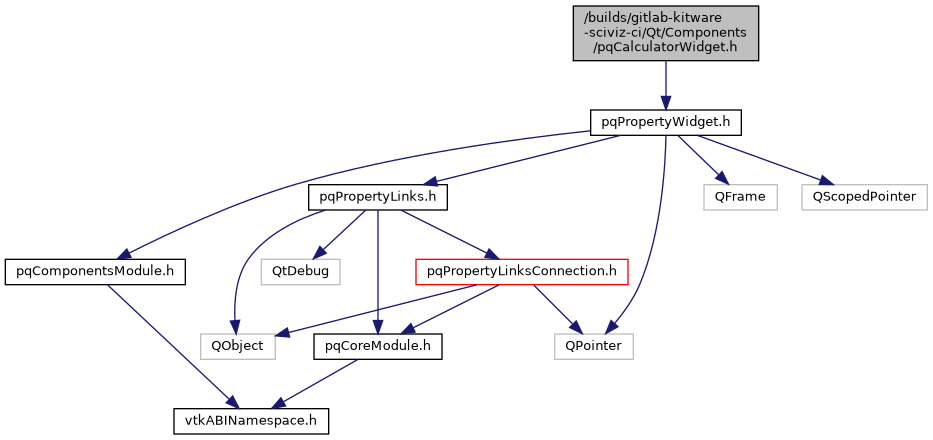 /builds/gitlab-kitware
-sciviz-ci/Qt/Components
/pqCalculatorWidget.h
pqPropertyWidget.h
pqPropertyLinks.h
QFrame
QScopedPointer
pqComponentsModule.h
QtDebug
pqPropertyLinksConnection.h
QObject
pqCoreModule.h
QPointer
vtkABINamespace.h